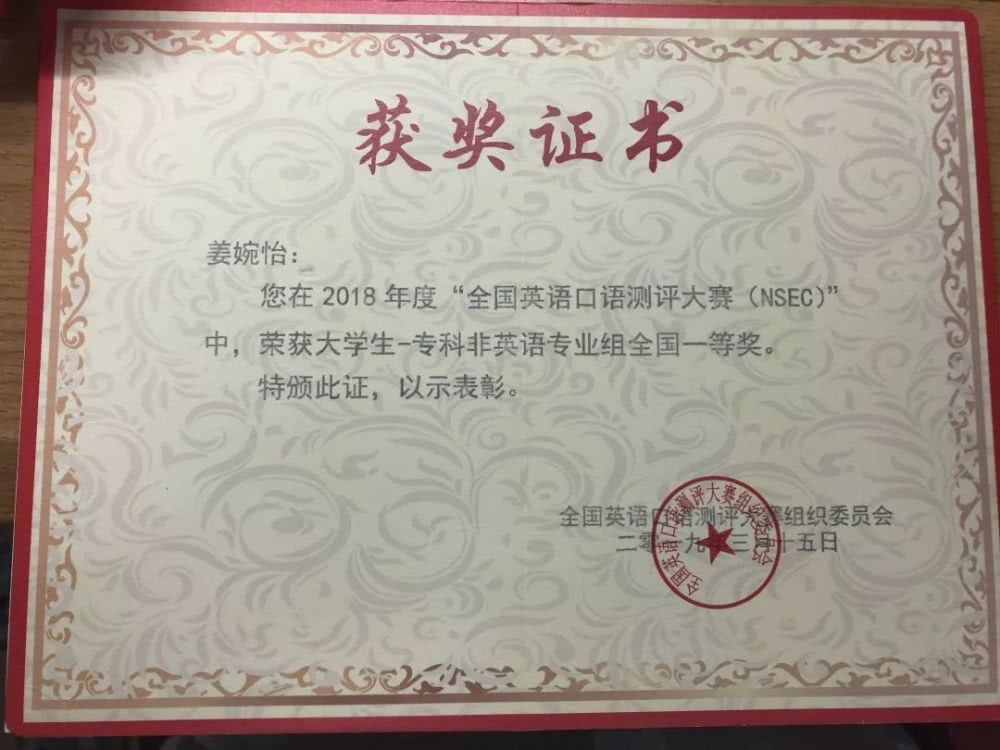 获奖证书
姜婉怡：
您在 2018 年度“全国英语口语测评大赛（NSEC）”
中，荣获大学生-专科非英语专业组全国一等奖。
特颁此证，以示表彰。
全国英语口语测评大赛组织委员会
二零一九年三月十五日
全国英语口语测评大赛组织委员会